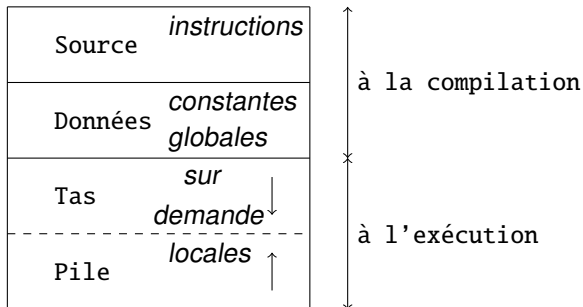 instructions
Source
à la compilation
constantes
Données
globales
sur
Tas
demande
à l'exécution
locales
Pile